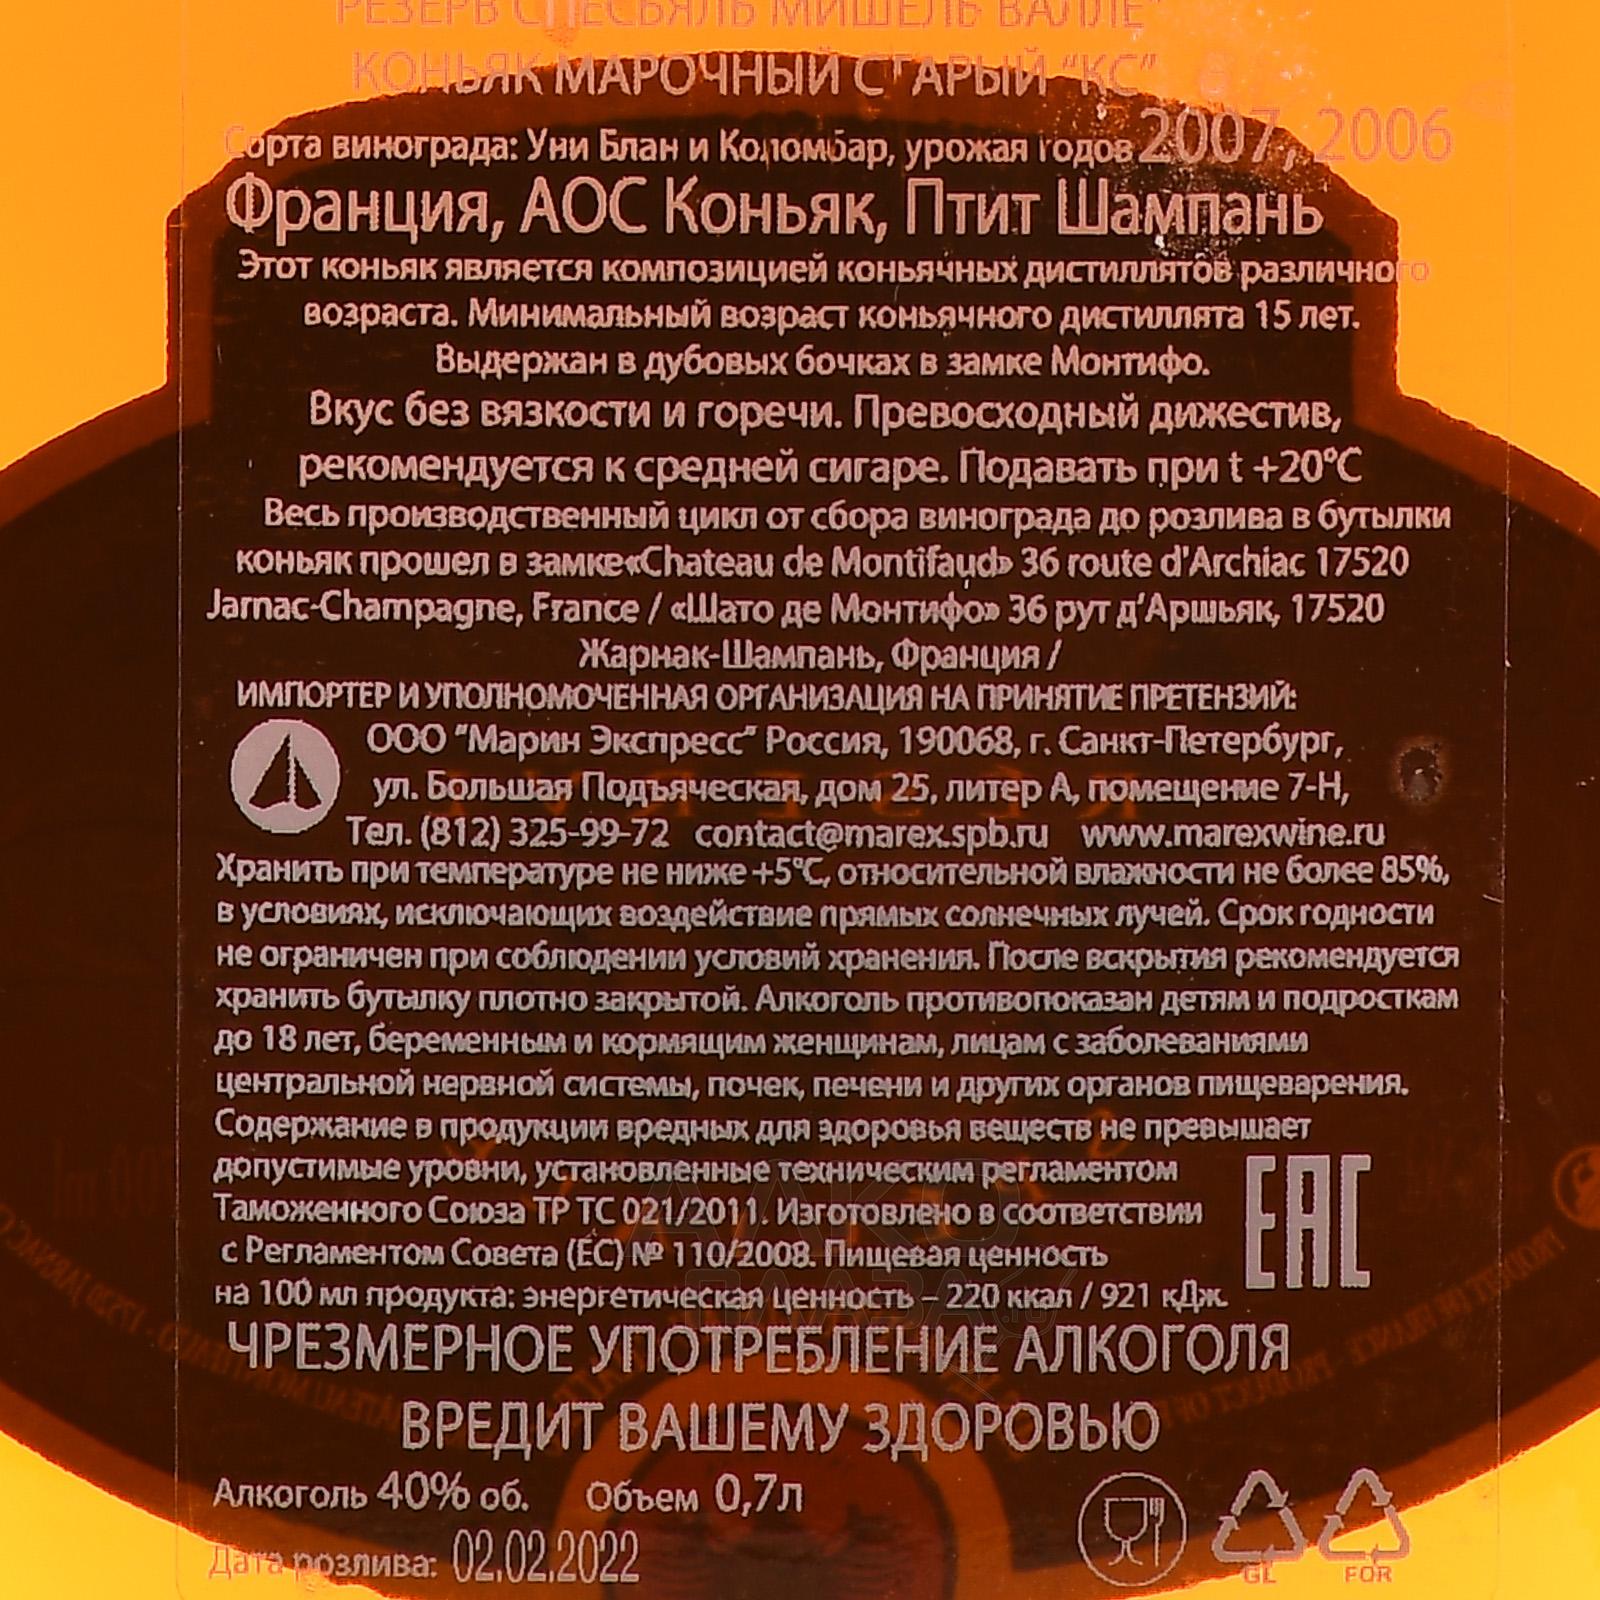 РЕЗЕРВ СПЕСЬЯЛЬ МИШЕЛЬ ВАЛЛЕ"
КОНЬЯК МАРОЧНЫЙ СТАРЫЙ "КС"
Сорта винограда: Уни Блан и Коломбар, урожая годов 2007, 2006
Франция, АОС Коньяк, Птит Шампань
Этот коньяк является композицией коньячных дистиллятов различного
возраста. Минимальный возраст коньячного дистиллята 15 лет.
Выдержан в дубовых бочках в замке Монтифо.
Вкус без вязкости и горечи. Превосходный дижестив,
рекомендуется к средней сигаре. Подавать при t +20°C
Весь производственный цикл от сбора винограда до розлива в бутылки
коньяк прошел в замке«Chateau de Montifaud» 36 route d'Archiac 17520
Jarnac-Champagne, France / «Шато де Монтифо» 36 рут д'Аршьяк, 17520
Жарнак-Шампань, Франция /
ИМПОРТЕР И УПОЛНОМОЧЕННАЯ ОРГАНИЗАЦИЯ НА ПРИНЯТИЕ ПРЕТЕНЗИЙ:
ООО "Марин Экспресс" Россия, 190068, г. Санкт-Петербург,
ул. Большая Подъяческая, дом 25, литер А, помещение 7-Н,
Тел. (812) 325-99-72 contact@marex.spb.ru www.marexwine.ru
Хранить при температуре не ниже +5°C, относительной влажности не более 85%,
в условиях, исключающих воздействие прямых солнечных лучей. Срок годности
не ограничен при соблюдении условий хранения. После вскрытия рекомендуется
хранить бутылку плотно закрытой. Алкоголь противопоказан детям и подросткам
до 18 лет, беременным и кормящим женщинам, лицам с заболеваниями
центральной нервной системы, почек, печени и других органов пищеварения.
Содержание в продукции вредных для здоровья веществ не превышает
допустимые уровни, установленные техническим регламентом
Таможенного Союза ТР ТС 021/2011. Изготовлено в соответствии
с Регламентом Совета (ЕС) № 110/2008. Пищевая ценность
на 100 мл продукта: энергетическая ценность – 220 ккал / 921 кДж.
EAC
ЧРЕЗМЕРНОЕ УПОТРЕБЛЕНИЕ АЛКОГОЛЯ
ВРЕДИТ ВАШЕМУ ЗДОРОВЬЮ
Алкоголь 40% об. Объем 0,7л
Дата розлива: 02.02.2022
GL FOR
АЛКО
ПЛАЗА.ru